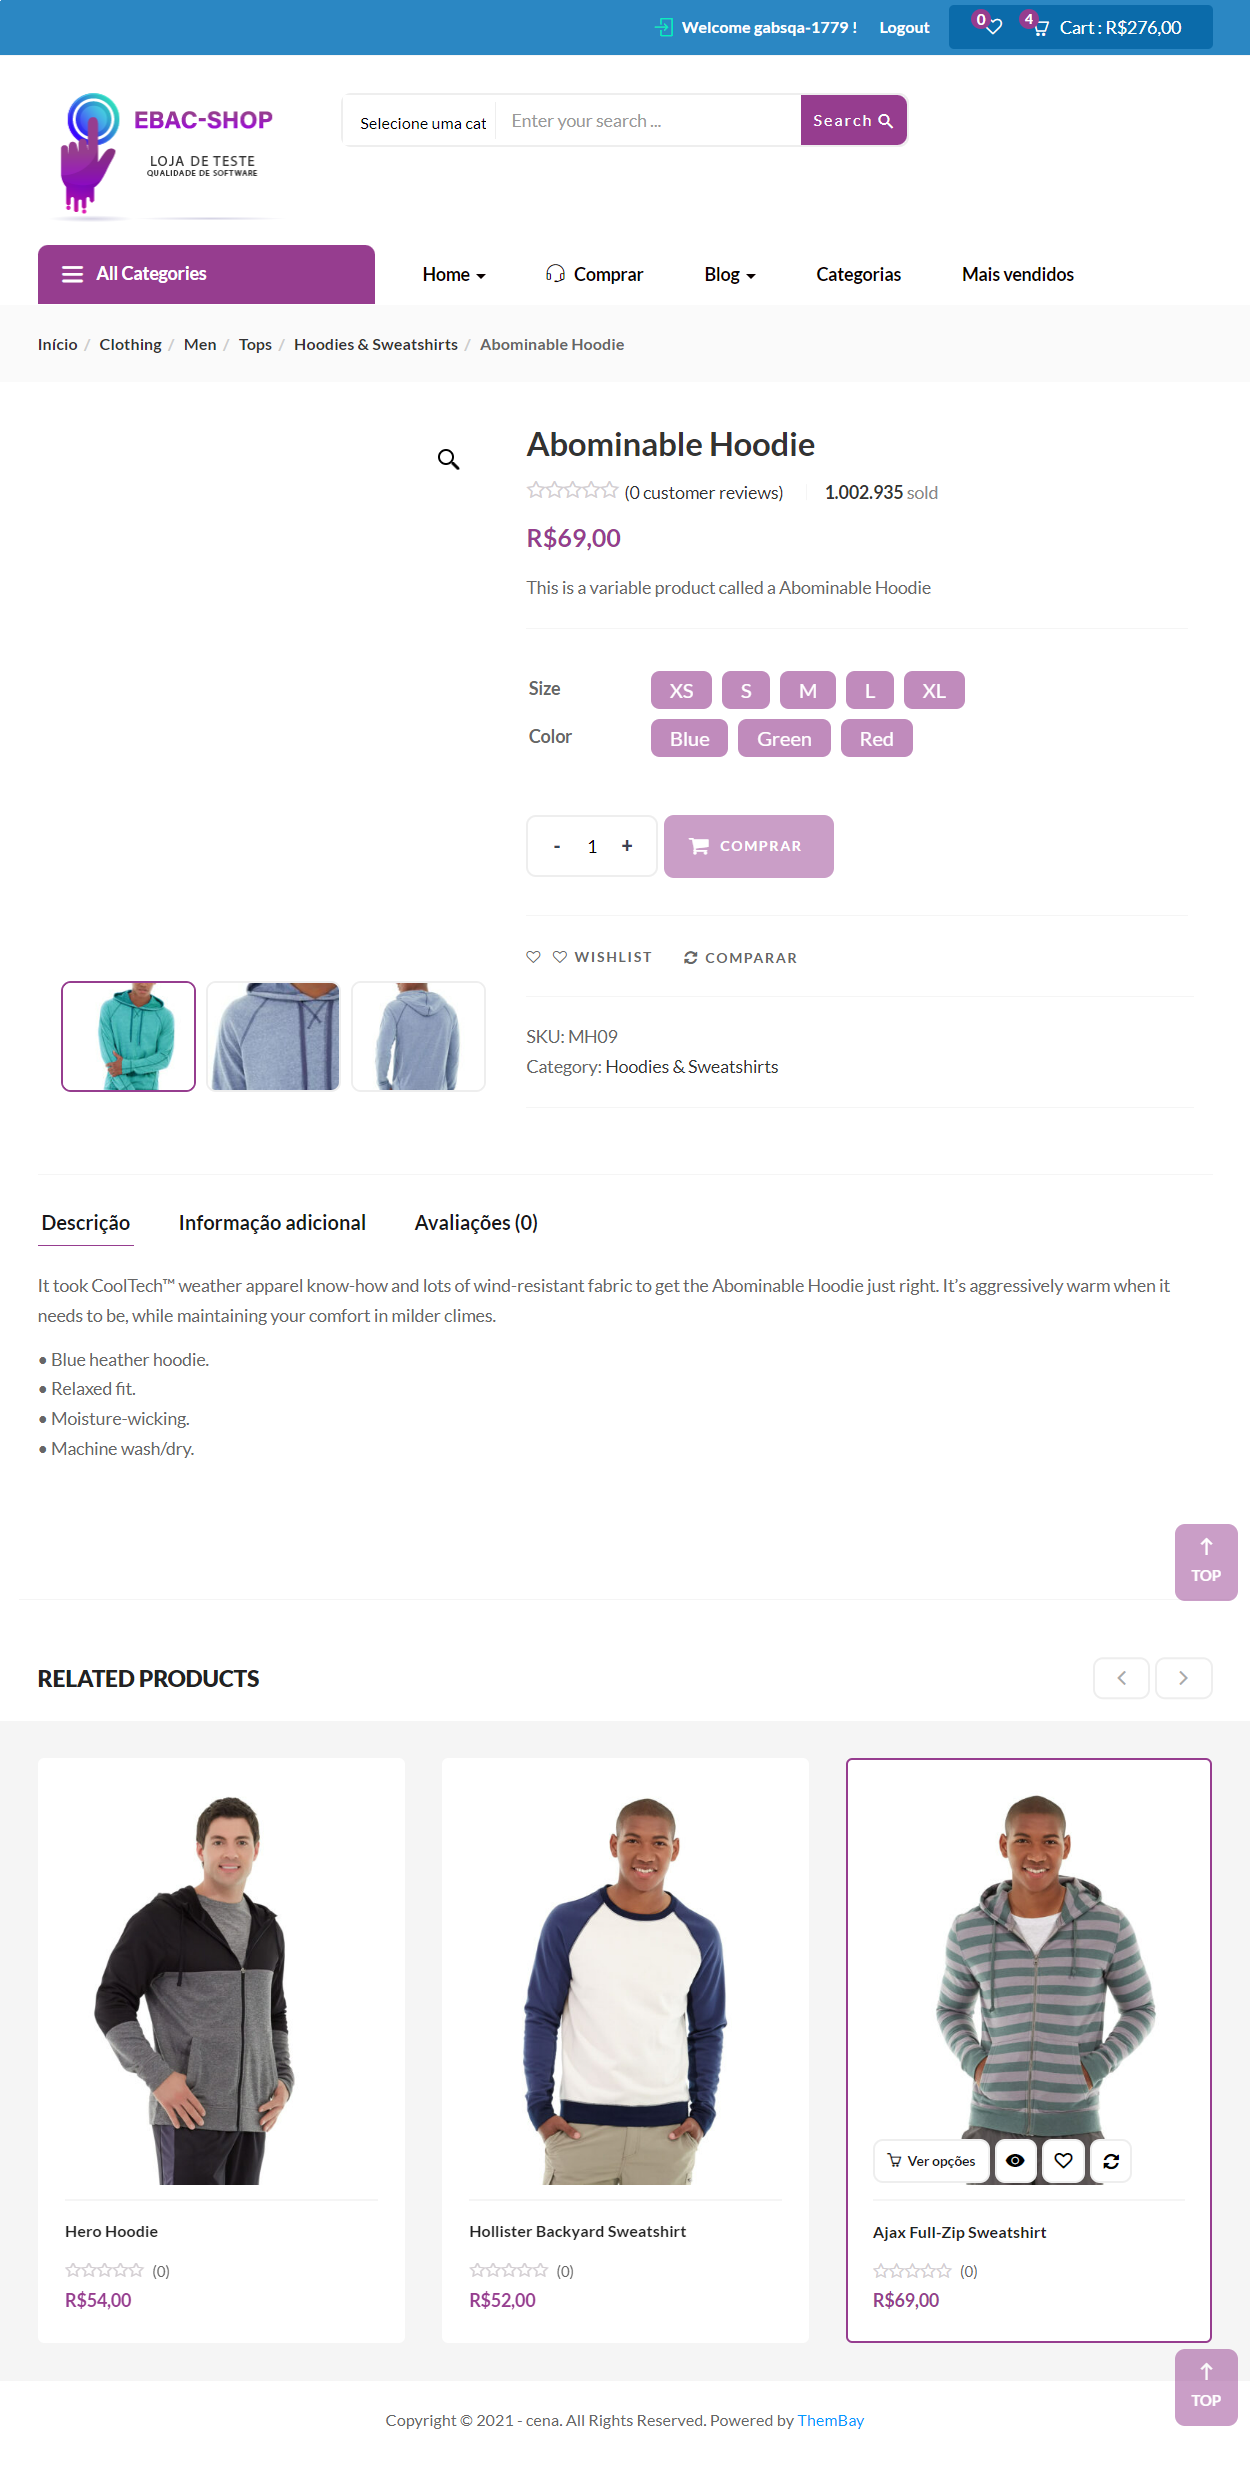 Welcome gabsqa-1779 ! Logout 0 4 Cart : R$276,00
EBAC-SHOP
LOJA DE TESTE
QUALIDADE DE SOFTWARE
Selecione uma cat Enter your search ... Search
All Categories Home Comprar Blog Categorias Mais vendidos
Início / Clothing / Men / Tops / Hoodies & Sweatshirts / Abominable Hoodie
Abominable Hoodie
(0 customer reviews) 1.002.935 sold
R$69,00
This is a variable product called a Abominable Hoodie
Size XS S M L XL
Color Blue Green Red
- 1 + COMPRAR
WISHLIST COMPARAR
SKU: MH09
Category: Hoodies & Sweatshirts
Descrição Informação adicional Avaliações (0)
It took CoolTech™ weather apparel know-how and lots of wind-resistant fabric to get the Abominable Hoodie just right. It’s aggressively warm when it
needs to be, while maintaining your comfort in milder climes.
• Blue heather hoodie.
• Relaxed fit.
• Moisture-wicking.
• Machine wash/dry.
TOP
RELATED PRODUCTS
Ver opções
Hero Hoodie
(0)
R$54,00
Hollister Backyard Sweatshirt
(0)
R$52,00
Ajax Full-Zip Sweatshirt
(0)
R$69,00
TOP
Copyright © 2021 - cena. All Rights Reserved. Powered by ThemBay